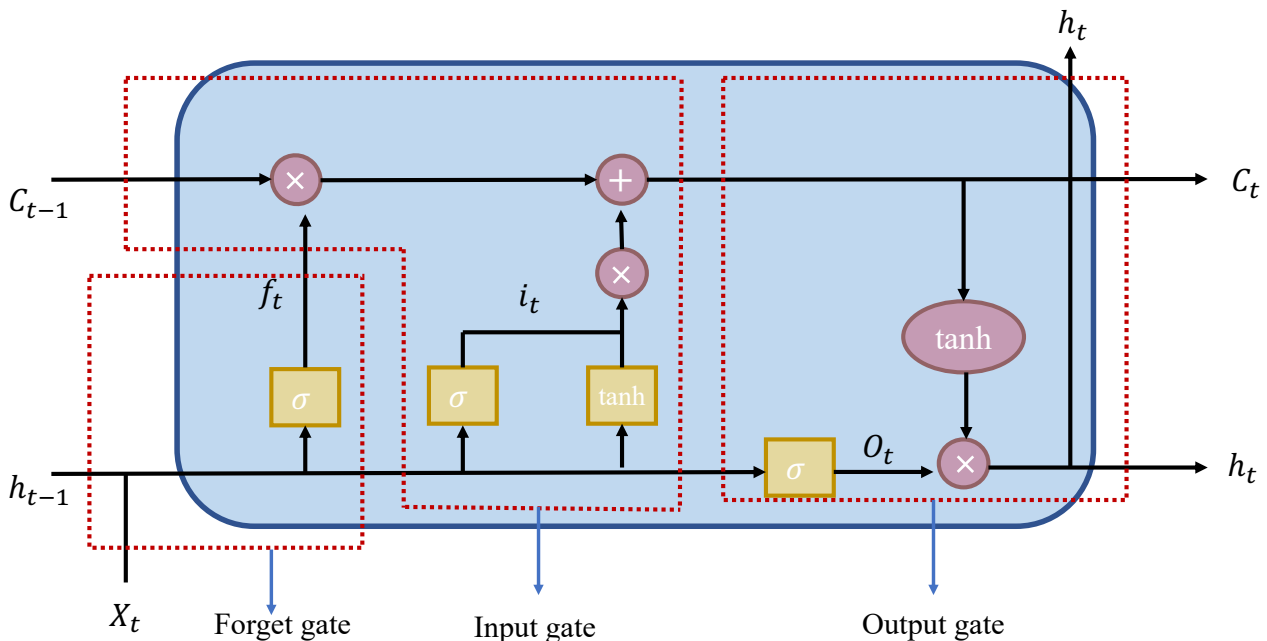 h_t
×
+
C_{t-1}
C_t
×
f_t
i_t
tanh
σ
σ
tanh
O_t
σ
×
h_{t-1}
h_t
X_t
Forget gate
Input gate
Output gate